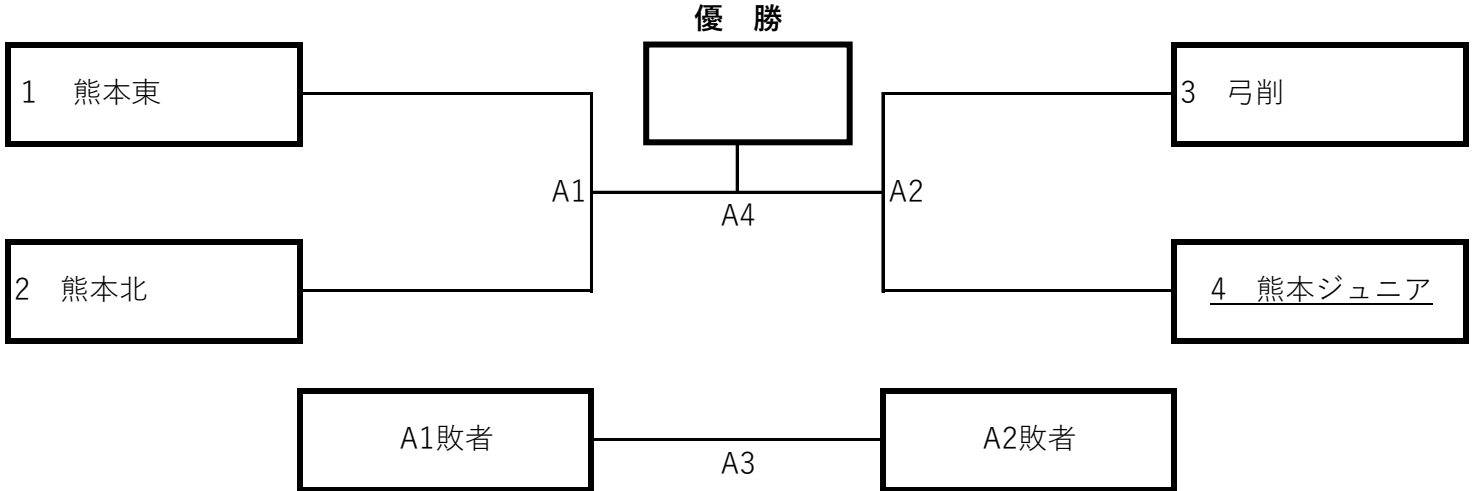 優　勝
1　熊本東
3　弓削
A1
A2
A4
2　熊本北
4　熊本ジュニア
A1敗者
A2敗者
A3